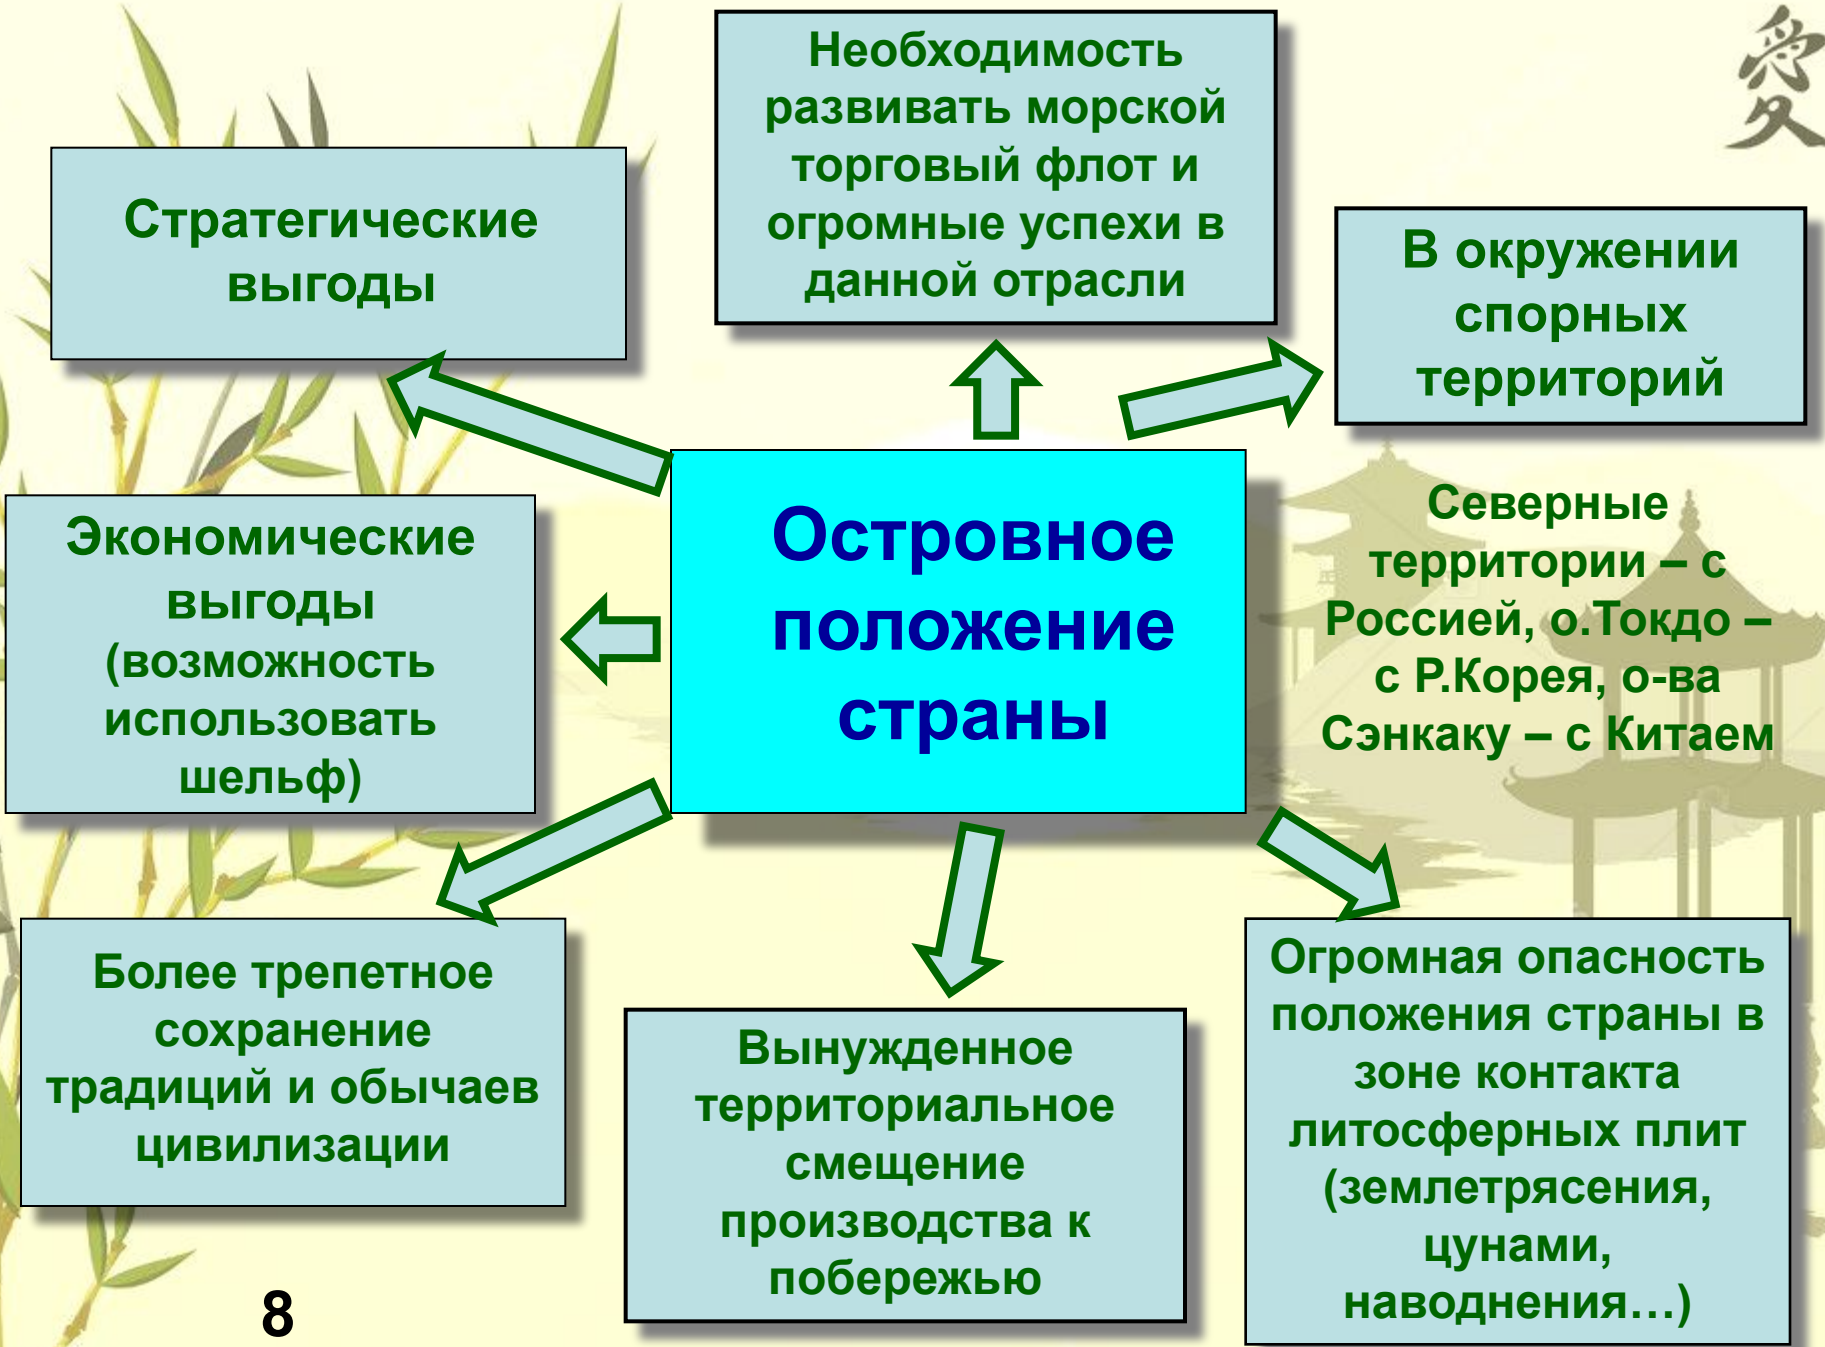 Необходимость
развивать морской
торговый флот и
огромные успехи в
данной отрасли
愛
Стратегические
выгоды
В окружении
спорных
территорий
Экономические
выгоды
(возможность
использовать
шельф)
Островное
положение
страны
Северные
территории – с
Россией, о.Токдо –
с Р.Корея, о-ва
Сэнкаку – с Китаем
Более трепетное
сохранение
традиций и обычаев
цивилизации
Вынужденное
территориальное
смещение
производства к
побережью
Огромная опасность
положения страны в
зоне контакта
литосферных плит
(землетрясения,
цунами,
наводнения…)
8